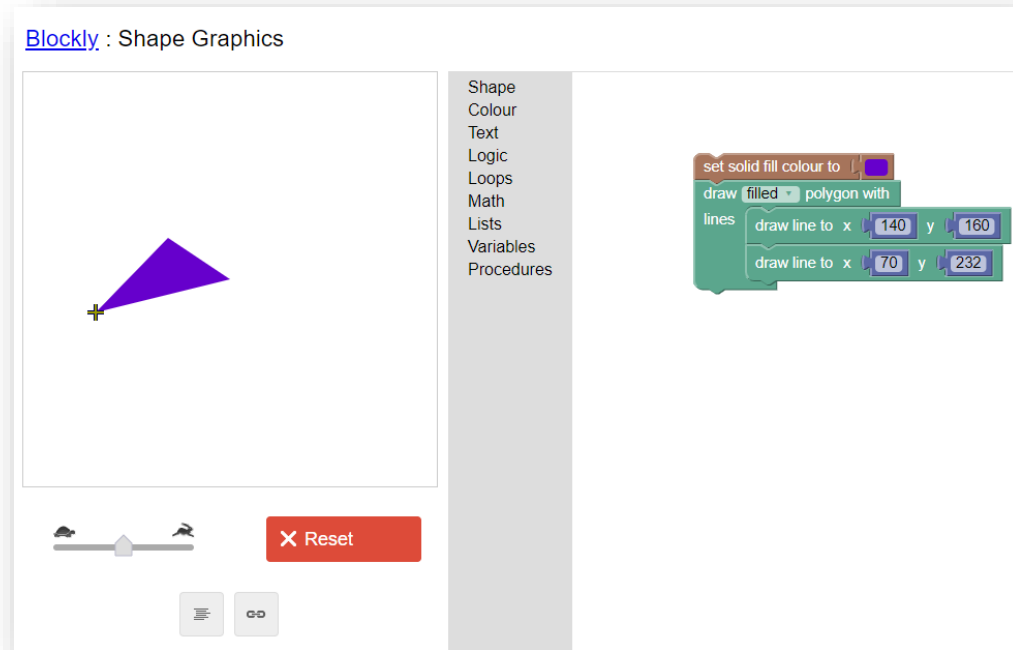 Blockly : Shape Graphics
Shape
Colour
Text
Logic
Loops
Math
Lists
Variables
Procedures
set solid fill colour to
draw filled polygon with
lines draw line to x 140 y 160
draw line to x 70 y 232
Reset